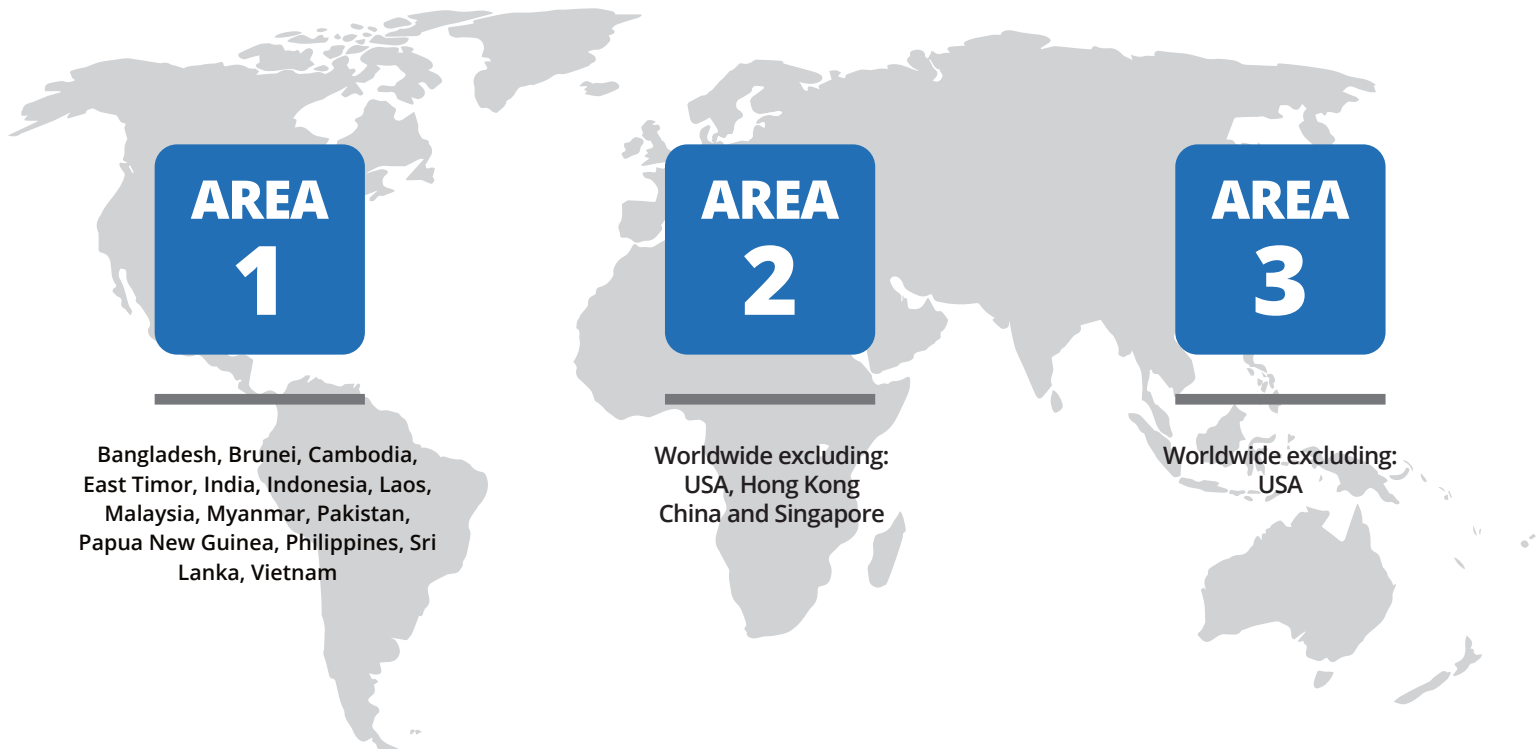 AREA
1
Bangladesh, Brunei, Cambodia,
East Timor, India, Indonesia, Laos,
Malaysia, Myanmar, Pakistan,
Papua New Guinea, Philippines, Sri
Lanka, Vietnam
AREA
2
Worldwide excluding:
USA, Hong Kong
China and Singapore
AREA
3
Worldwide excluding:
USA